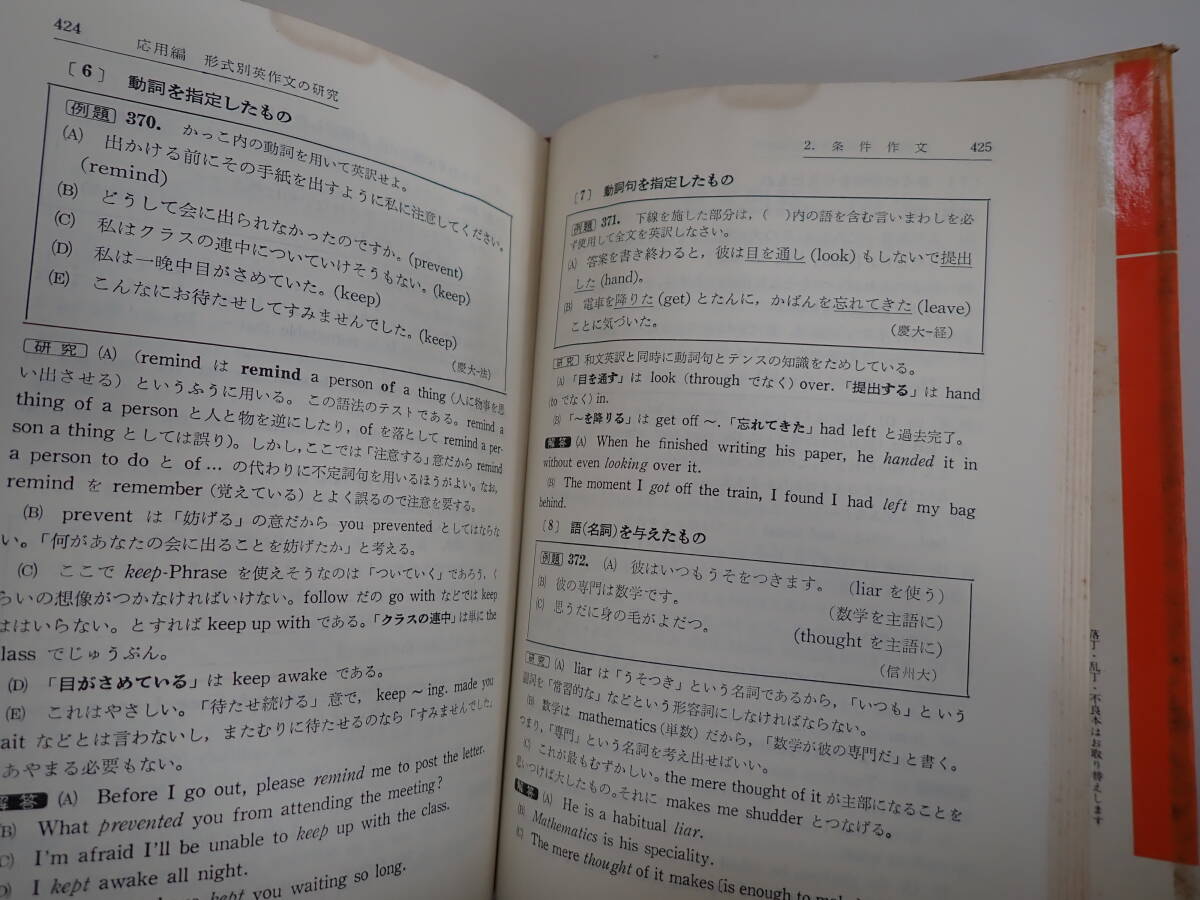 424
応用編 形式別英作文の研究
〔6〕 動詞を指定したもの
例題 370. かっこ内の動詞を用いて英訳せよ。
(A) 出かける前にその手紙を出すように私に注意してください。
(remind)
(B) どうして会に出られなかったのですか。(prevent)
(C) 私はクラスの連中についていけそうもない。(keep)
(D) 私は一晩中目がさめていた。(keep)
(E) こんなにお待たせしてすみませんでした。(keep)
(慶大-法)
研究 (A) (remind は remind a person of a thing (人に物事を思
い出させる) というふうに用いる。この語法のテストである。remind a
thing of a person と人と物を逆にしたり, of を落として remind a per-
son a thing としては誤り)。しかし, ここでは「注意する」意だから remind
a person to do と of … の代わりに不定詞句を用いるほうがよい。なお,
remind を remember (覚えている) とよく誤るので注意を要する。
(B) prevent は「妨げる」の意だから you prevented としてはならな
い。「何があなたの会に出ることを妨げたか」と考える。
(C) ここで keep-Phrase を使えそうなのは「ついていく」であろう, く
らいの想像がつかなければいけない。follow だの go with などでは keep
はいらない。とすれば keep up with である。「クラスの連中」は単に the
lass でじゅうぶん。
(D) 「目がさめている」は keep awake である。
(E) これはやさしい。「待たせ続ける」意で, keep ~ ing. made you
ait などとは言わないし, またむりに待たせるのなら「すみませんでした」
あやまる必要もない。
解答 (A) Before I go out, please remind me to post the letter.
(B) What prevented you from attending the meeting?
C) I'm afraid I'll be unable to keep up with the class.
D) I kept awake all night.
kept you waiting so long.
2. 条件作文 425
〔7〕 動詞句を指定したもの
例題 371. 下線を施した部分は, ( )内の語を含む言いまわしを必
ず使用して全文を英訳しなさい。
(A) 答案を書き終わると, 彼は目を通し (look) もしないで提出
した (hand)。
(B) 電車を降りた (get) とたんに, かばんを忘れてきた (leave)
ことに気づいた。 (慶大-経)
研究 和文英訳と同時に動詞句とテンスの知識をためしている。
(A) 「目を通す」は look (through でなく) over. 「提出する」は hand
(to でなく) in.
(B) 「~を降りる」は get off ~. 「忘れてきた」had left と過去完了。
解答 (A) When he finished writing his paper, he handed it in
without even looking over it.
(B) The moment I got off the train, I found I had left my bag
behind.
〔8〕 語(名詞)を与えたもの
例題 372. (A) 彼はいつもうそをつきます。 (liar を使う)
(B) 彼の専門は数学です。 (数学を主語に)
(C) 思うだに身の毛がよだつ。 (thought を主語に)
(信州大)
研究 (A) liar は「うそつき」という名詞であるから, 「いつも」という
副詞を「常習的な」などという形容詞にしなければならない。
(B) 数学は mathematics (単数) だから, 「数学が彼の専門だ」と書く。
つまり, 「専門」という名詞を考え出せばいい。
(C) これが最もむずかしい。the mere thought of it が主部になることを
思いつけば大したもの。それに makes me shudder とつなげる。
解答 (A) He is a habitual liar.
(B) Mathematics is his speciality.
(C) The mere thought of it makes [is enough to
落丁・乱丁・不良本はお取り替えします